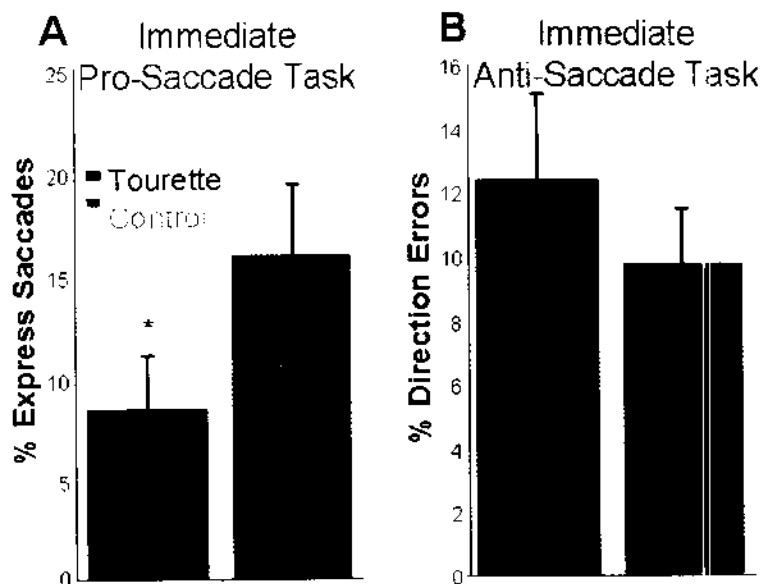 A
Immediate
Pro-Saccade Task
% Express Saccades
25
20
15
10
5
0
Tourette
Control
*
B
Immediate
Anti-Saccade Task
% Direction Errors
16
14
12
10
8
6
4
2
0